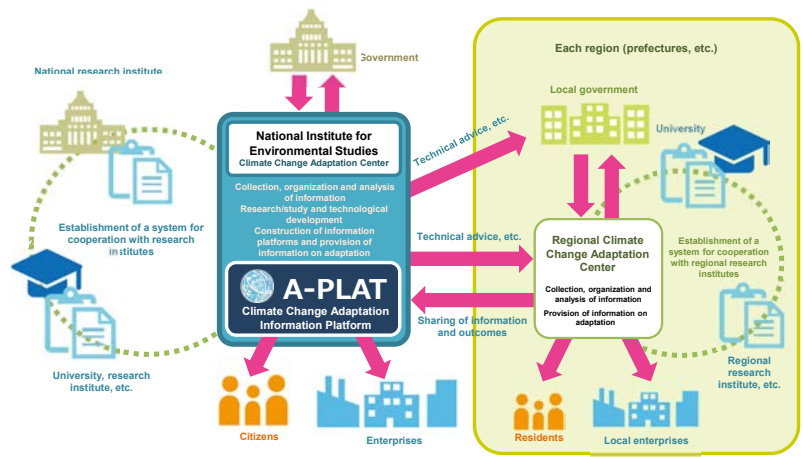 Each region (prefectures, etc.)
Government
National research institute
Local government
University
National Institute for
Environmental Studies
Climate Change Adaptation Center
Technical advice, etc.
Collection, organization and analysis
of information
Research/study and technological
development
Construction of information
platforms and provision of
information on adaptation
Establishment of a system for
cooperation with research
institutes
Technical advice, etc.
Regional Climate
Change Adaptation
Center
Collection, organization and
analysis of information
Provision of information on
adaptation
Establishment of a
system for cooperation
with regional research
institutes
A-PLAT
Climate Change Adaptation
Information Platform
Sharing of information
and outcomes
University, research
institute, etc.
Regional
research
institute, etc.
Citizens
Enterprises
Residents
Local enterprises